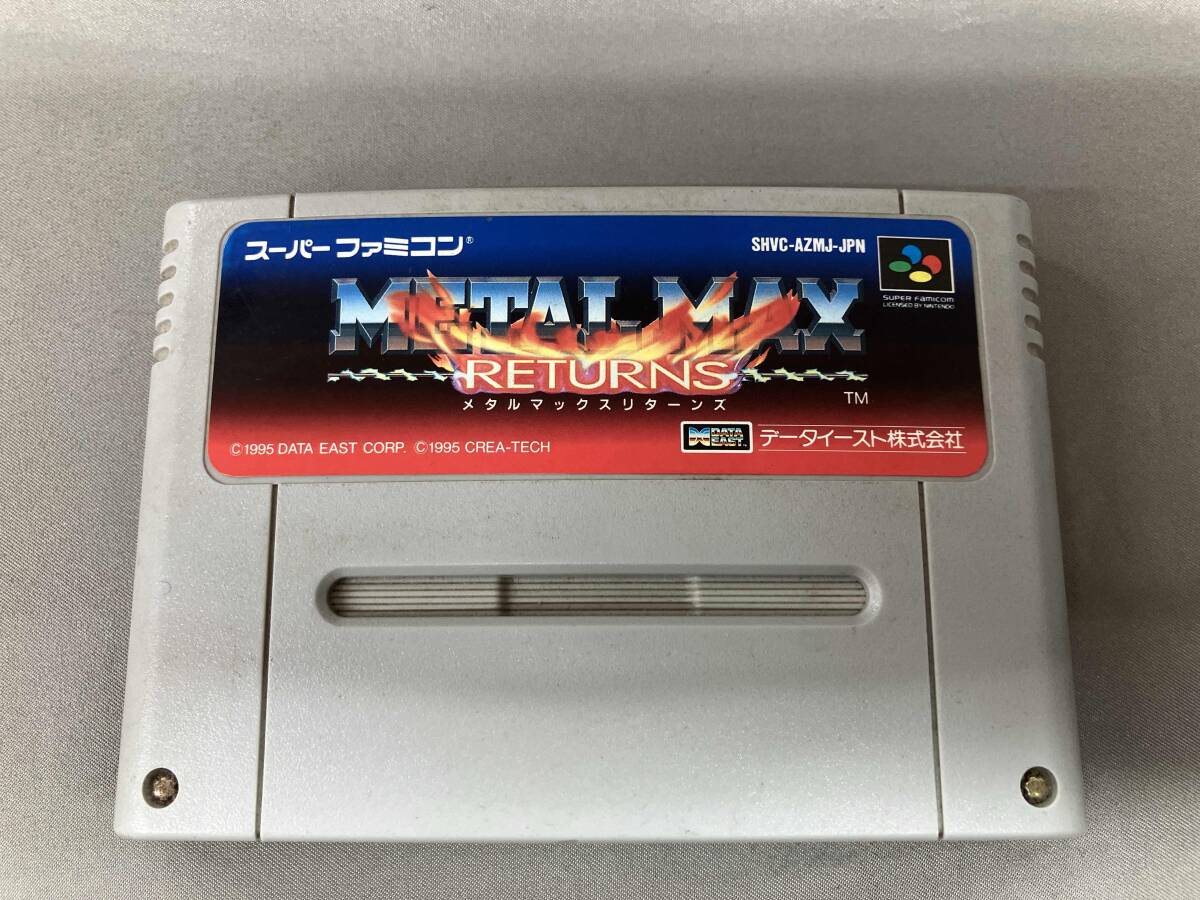 スーパーファミコン®
SHVC-AZMJ-JPN
SUPER FAMICOM
LICENSED BY NINTENDO
METAL MAX
RETURNS
メタルマックスリターンズ
TM
©1995 DATA EAST CORP. ©1995 CREA-TECH
DATA EAST
データイースト株式会社